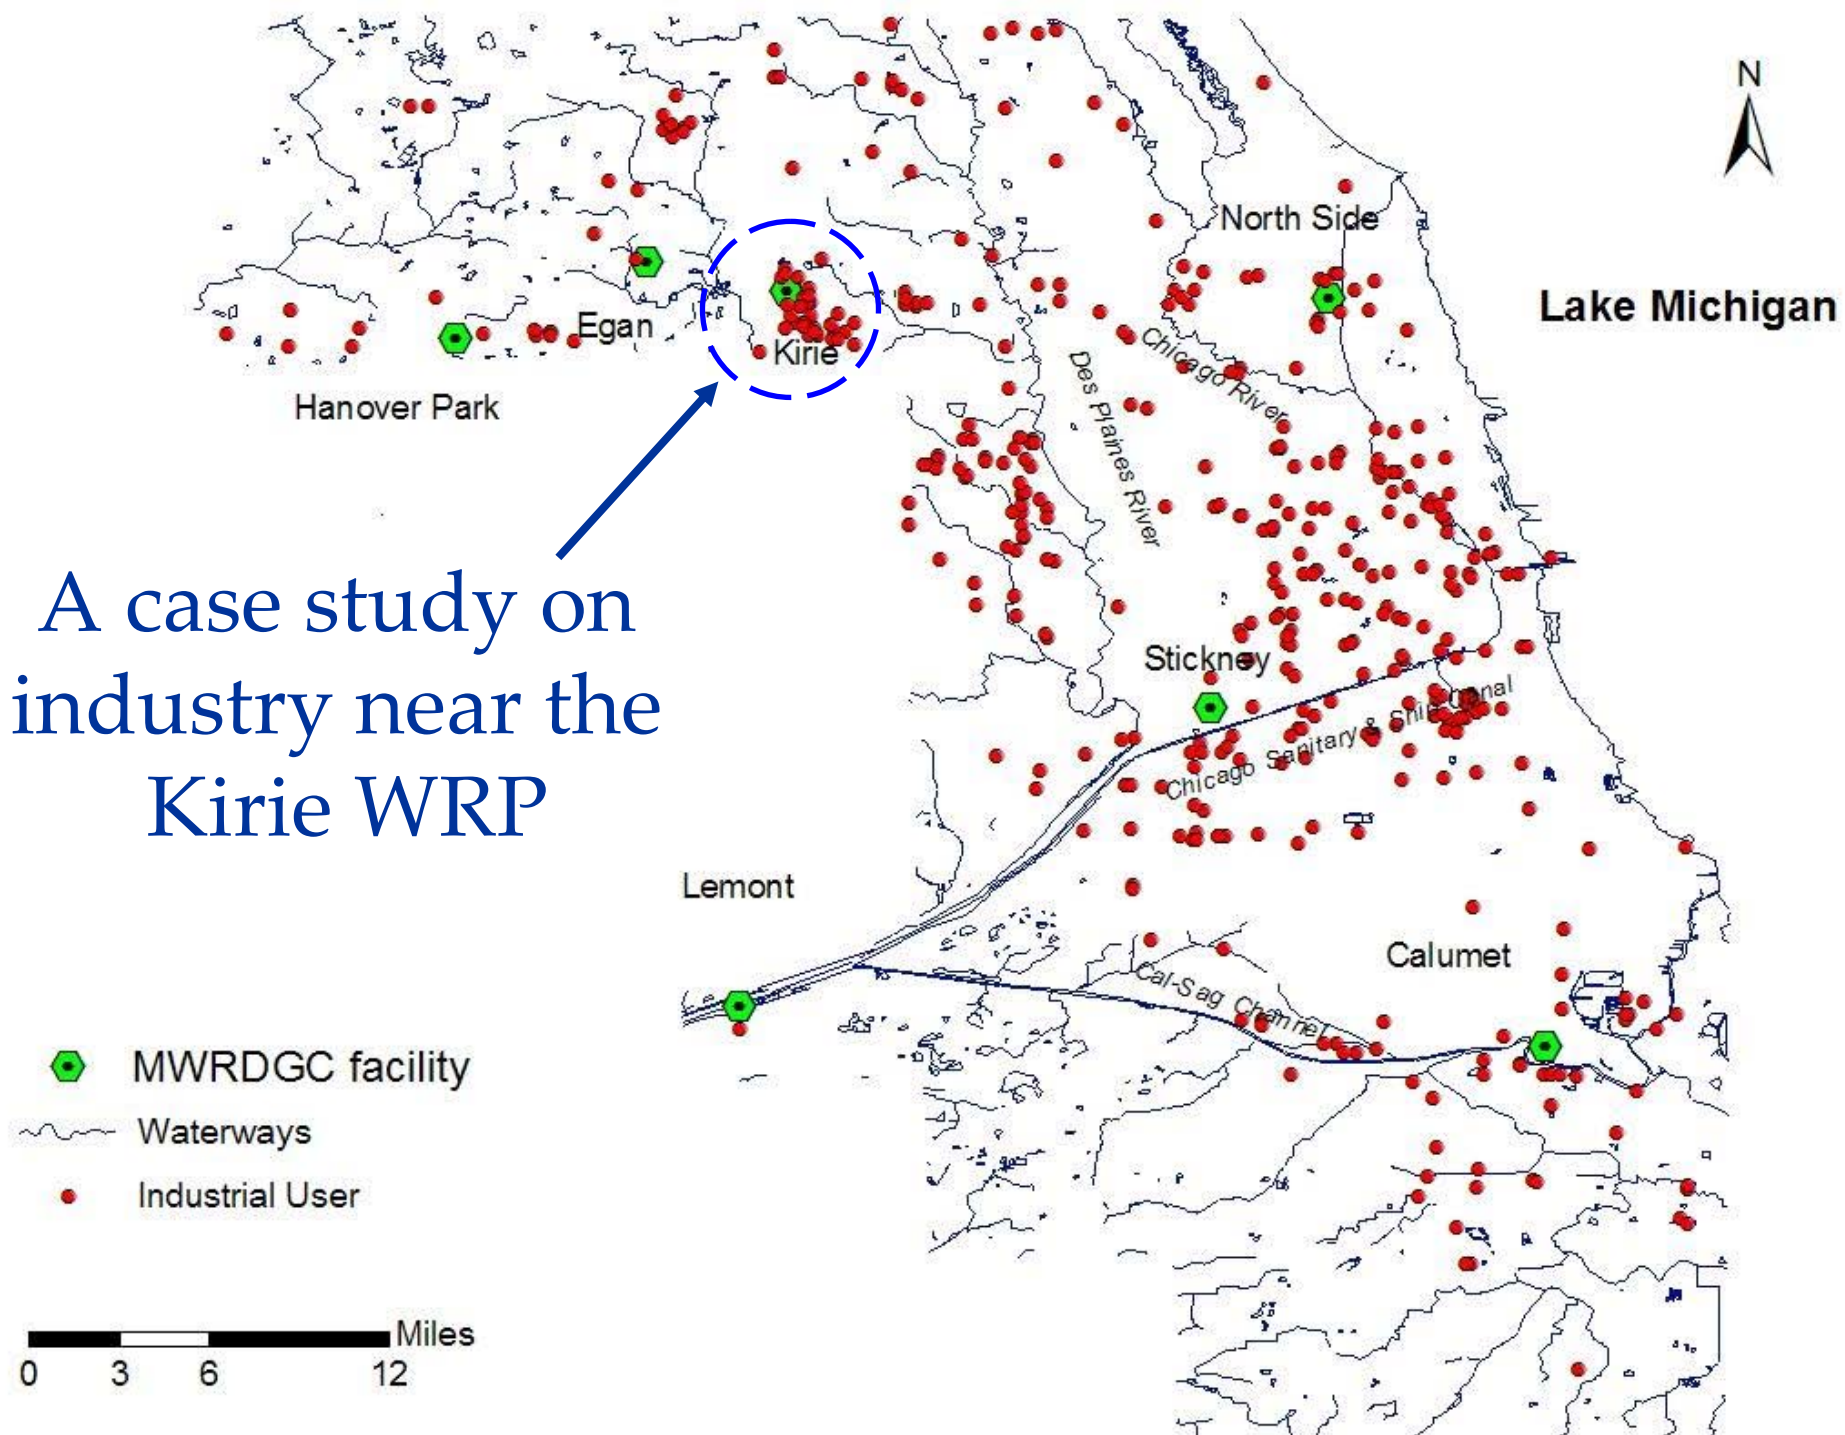 N
North Side
Lake Michigan
Egan
Kirie
Chicago River
Des Plaines River
Hanover Park
A case study on
industry near the
Kirie WRP
Stickney
Chicago Sanitary & Ship Canal
Lemont
Calumet
Cal-Sag Channel
MWRDGC facility
Waterways
Industrial User
Miles
0 3 6 12